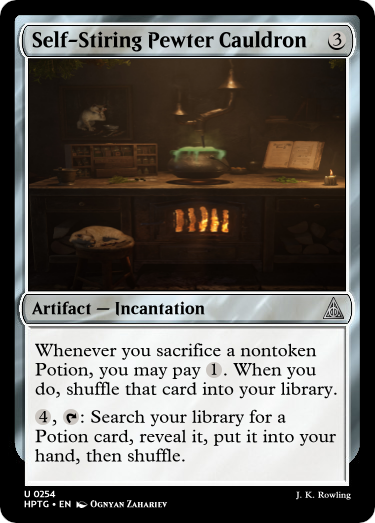 Self-Stiring Pewter Cauldron 3
Artifact — Incantation
Whenever you sacrifice a nontoken
Potion, you may pay 1. When you
do, shuffle that card into your library.
4, : Search your library for a
Potion card, reveal it, put it into your
hand, then shuffle.
U 0254
HPTG • EN Ognyan Zahariev
J. K. Rowling